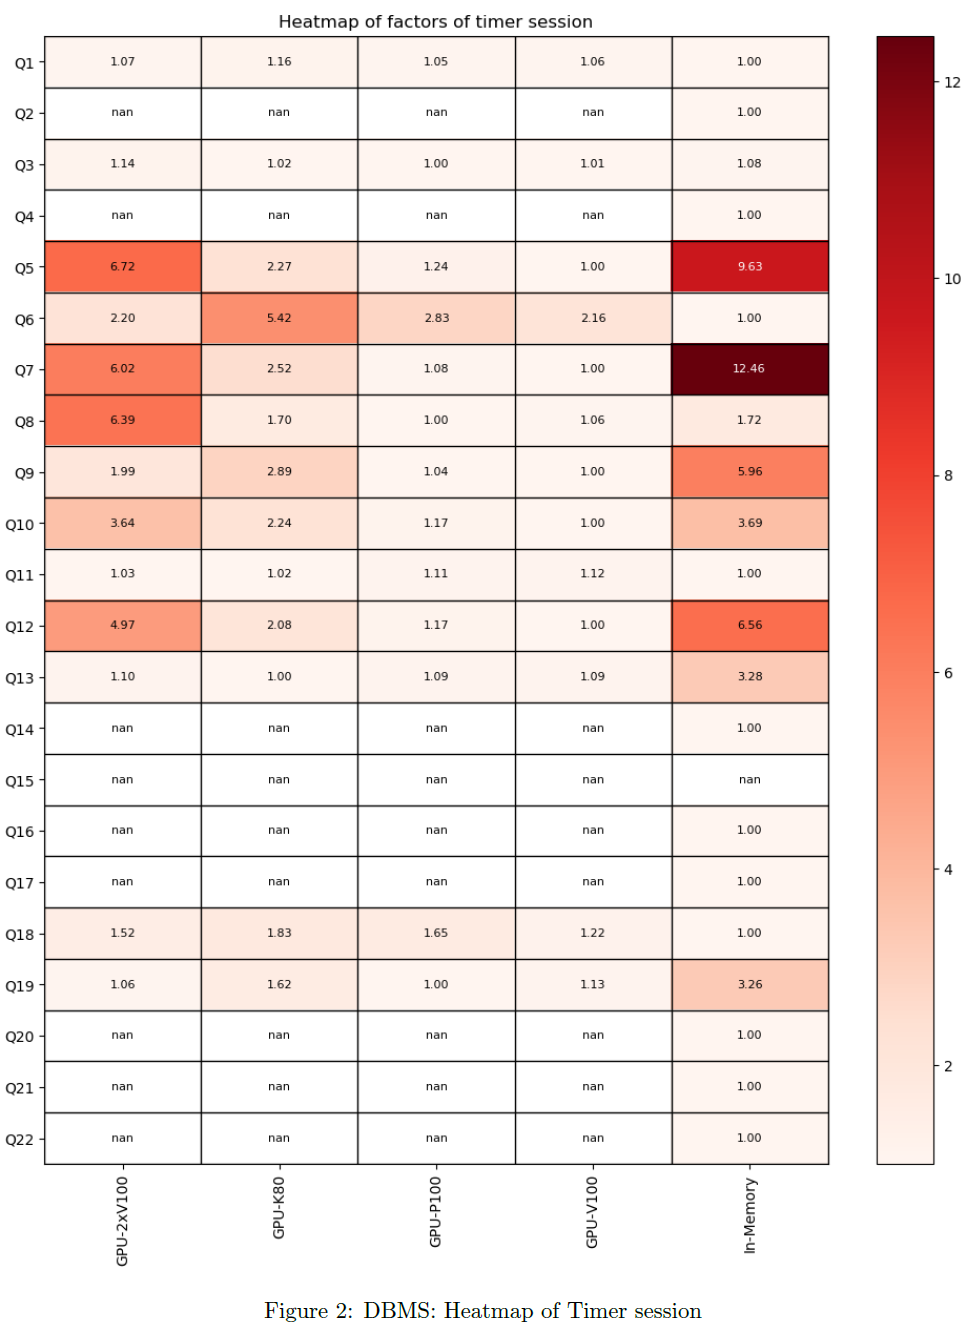 Heatmap of factors of timer session
Q1 1.07 1.16 1.05 1.06 1.00
Q2 nan nan nan nan 1.00
Q3 1.14 1.02 1.00 1.01 1.08
Q4 nan nan nan nan 1.00
Q5 6.72 2.27 1.24 1.00 9.63
Q6 2.20 5.42 2.83 2.16 1.00
Q7 6.02 2.52 1.08 1.00 12.46
Q8 6.39 1.70 1.00 1.06 1.72
Q9 1.99 2.89 1.04 1.00 5.96
Q10 3.64 2.24 1.17 1.00 3.69
Q11 1.03 1.02 1.11 1.12 1.00
Q12 4.97 2.08 1.17 1.00 6.56
Q13 1.10 1.00 1.09 1.09 3.28
Q14 nan nan nan nan 1.00
Q15 nan nan nan nan nan
Q16 nan nan nan nan 1.00
Q17 nan nan nan nan 1.00
Q18 1.52 1.83 1.65 1.22 1.00
Q19 1.06 1.62 1.00 1.13 3.26
Q20 nan nan nan nan 1.00
Q21 nan nan nan nan 1.00
Q22 nan nan nan nan 1.00
GPU-2xV100 GPU-K80 GPU-P100 GPU-V100 In-Memory
12
10
8
6
4
2
Figure 2: DBMS: Heatmap of Timer session